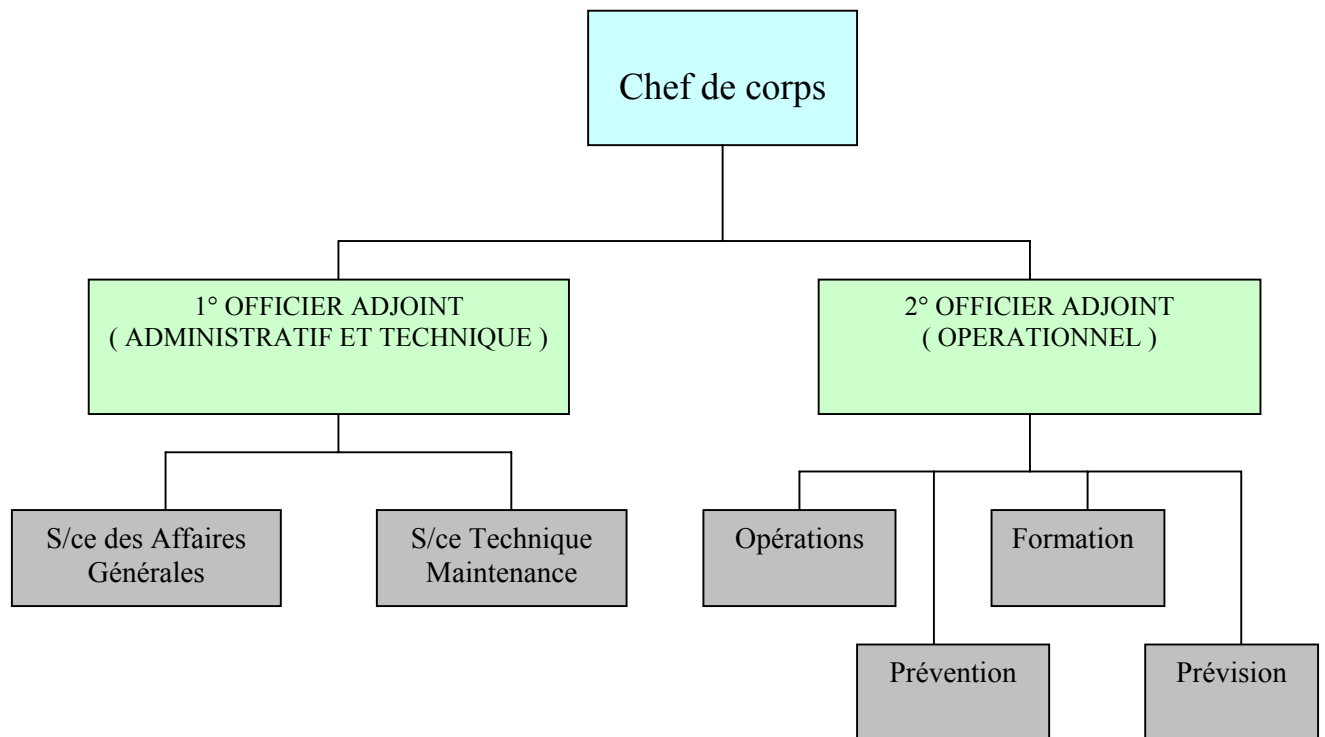 Chef de corps
1° OFFICIER ADJOINT
( ADMINISTRATIF ET TECHNIQUE )
2° OFFICIER ADJOINT
( OPERATIONNEL )
S/ce des Affaires
Générales
S/ce Technique
Maintenance
Opérations
Formation
Prévention
Prévision